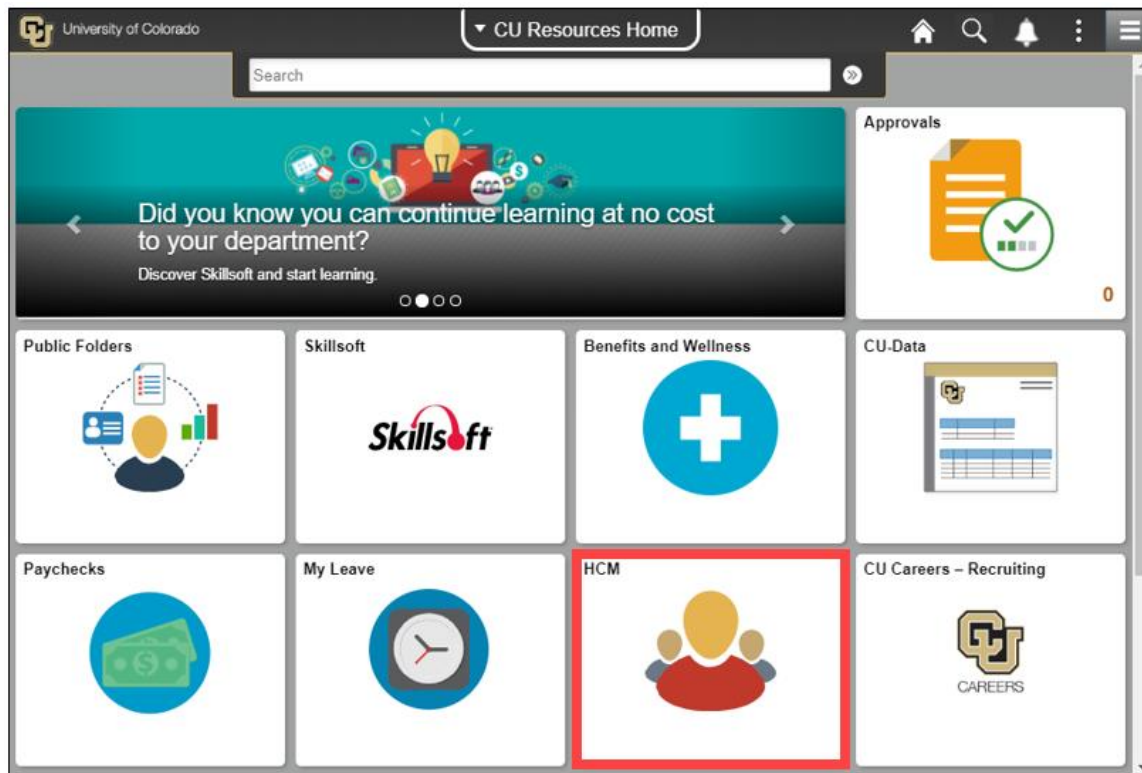 University of Colorado
CU Resources Home
Search
Did you know you can continue learning at no cost
to your department?
Discover Skillsoft and start learning.
Approvals
0
Public Folders
Skillsoft
Skillsoft
Benefits and Wellness
CU-Data
CU
Paychecks
My Leave
HCM
CU Careers – Recruiting
CU
CAREERS